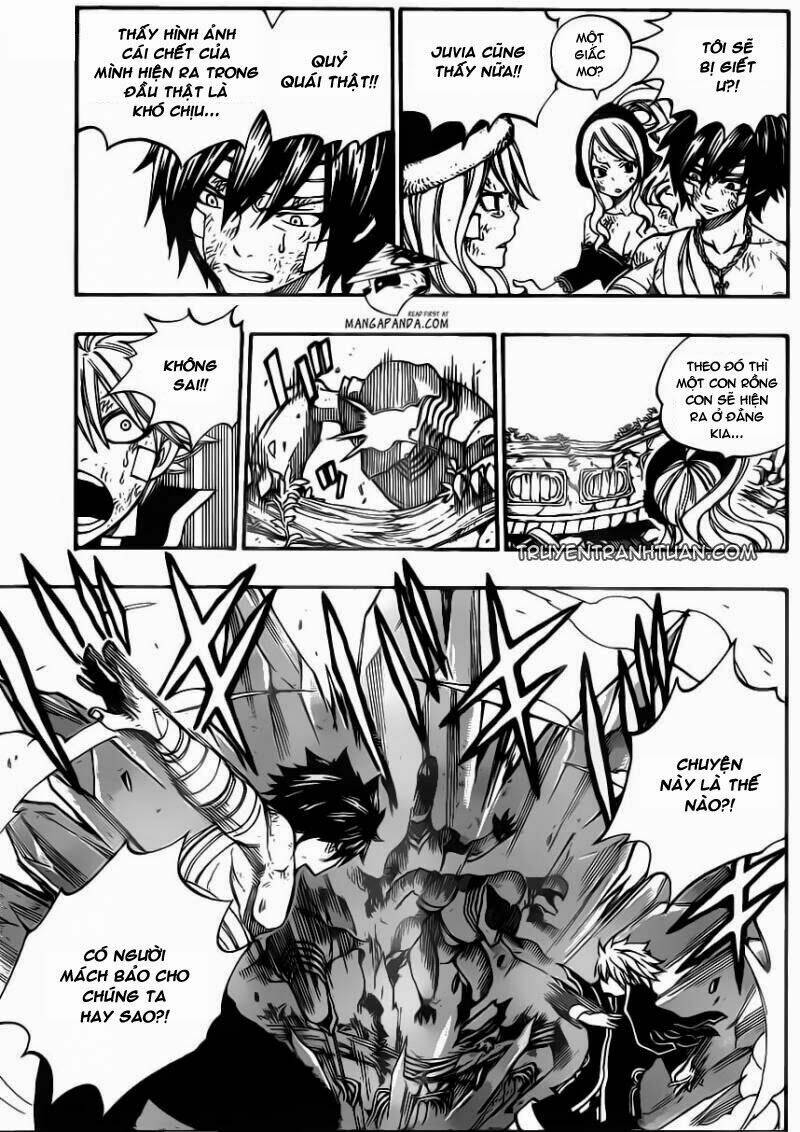 TÔI SẼ
BỊ GIẾT
Ư?!
MỘT
GIẤC
MƠ?
JUVIA CŨNG
THẤY NỮA!!
QUỶ
QUÁI THẬT!!
THẤY HÌNH ẢNH
CÁI CHẾT CỦA
MÌNH HIỆN RA TRONG
ĐẦU THẬT LÀ
KHÓ CHỊU...
READ FIRST AT
MANGAPANDA.COM
THEO ĐÓ THÌ
MỘT CON RỒNG
CON SẼ HIỆN
RA Ở ĐẰNG
KIA...
TRUYENTRANHTUAN.COM
KHÔNG
SAI!!
CHUYỆN
NÀY LÀ THẾ
NÀO?!
CÓ NGƯỜI
MÁCH BẢO CHO
CHÚNG TA
HAY SAO?!